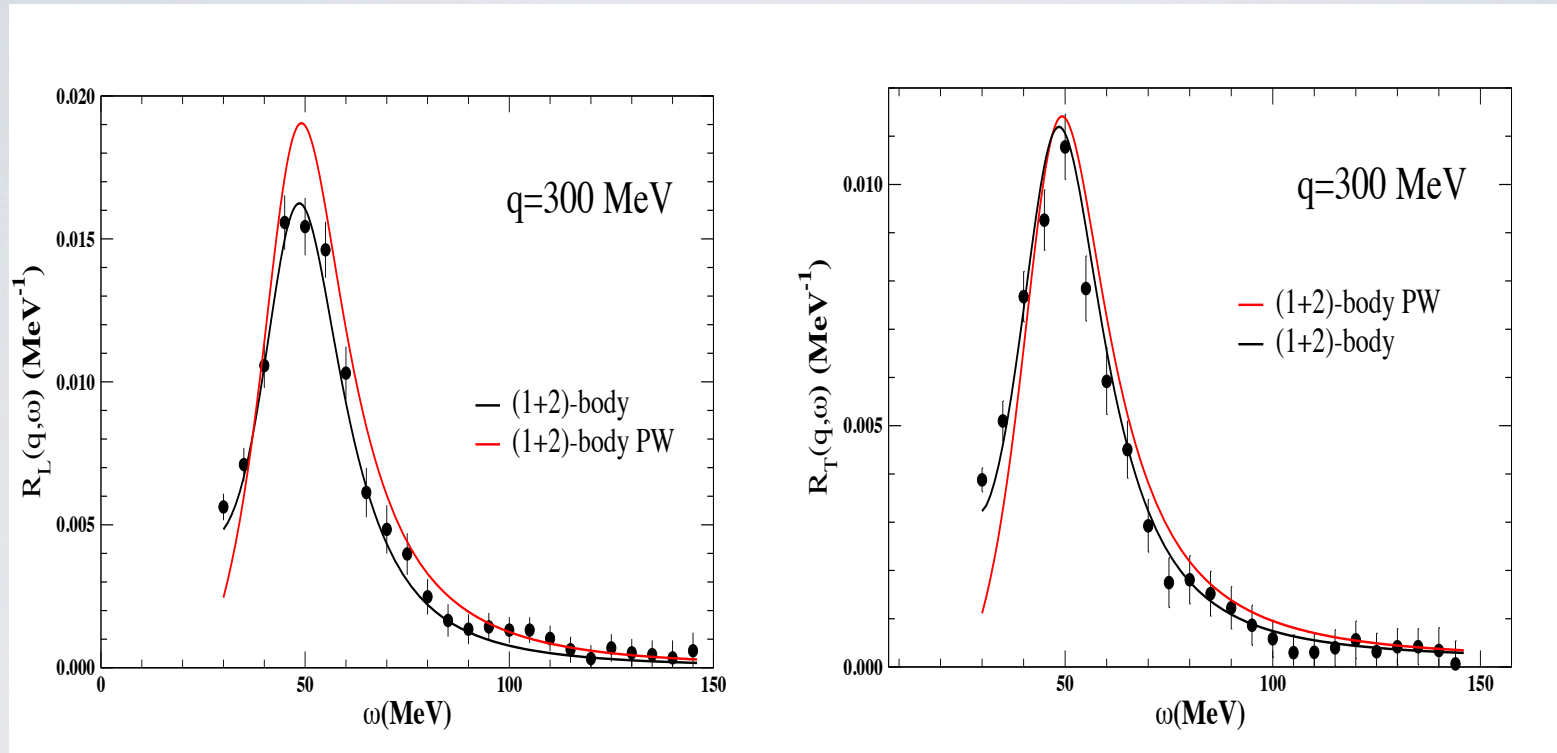 0.020
0.015
0.010
0.005
0.000
R_L(q,ω) (MeV⁻¹)
q=300 MeV
(1+2)-body
(1+2)-body PW
0
50
100
150
ω(MeV)
0.010
0.005
0.000
R_T(q,ω) (MeV⁻¹)
q=300 MeV
(1+2)-body PW
(1+2)-body
50
100
150
ω(MeV)